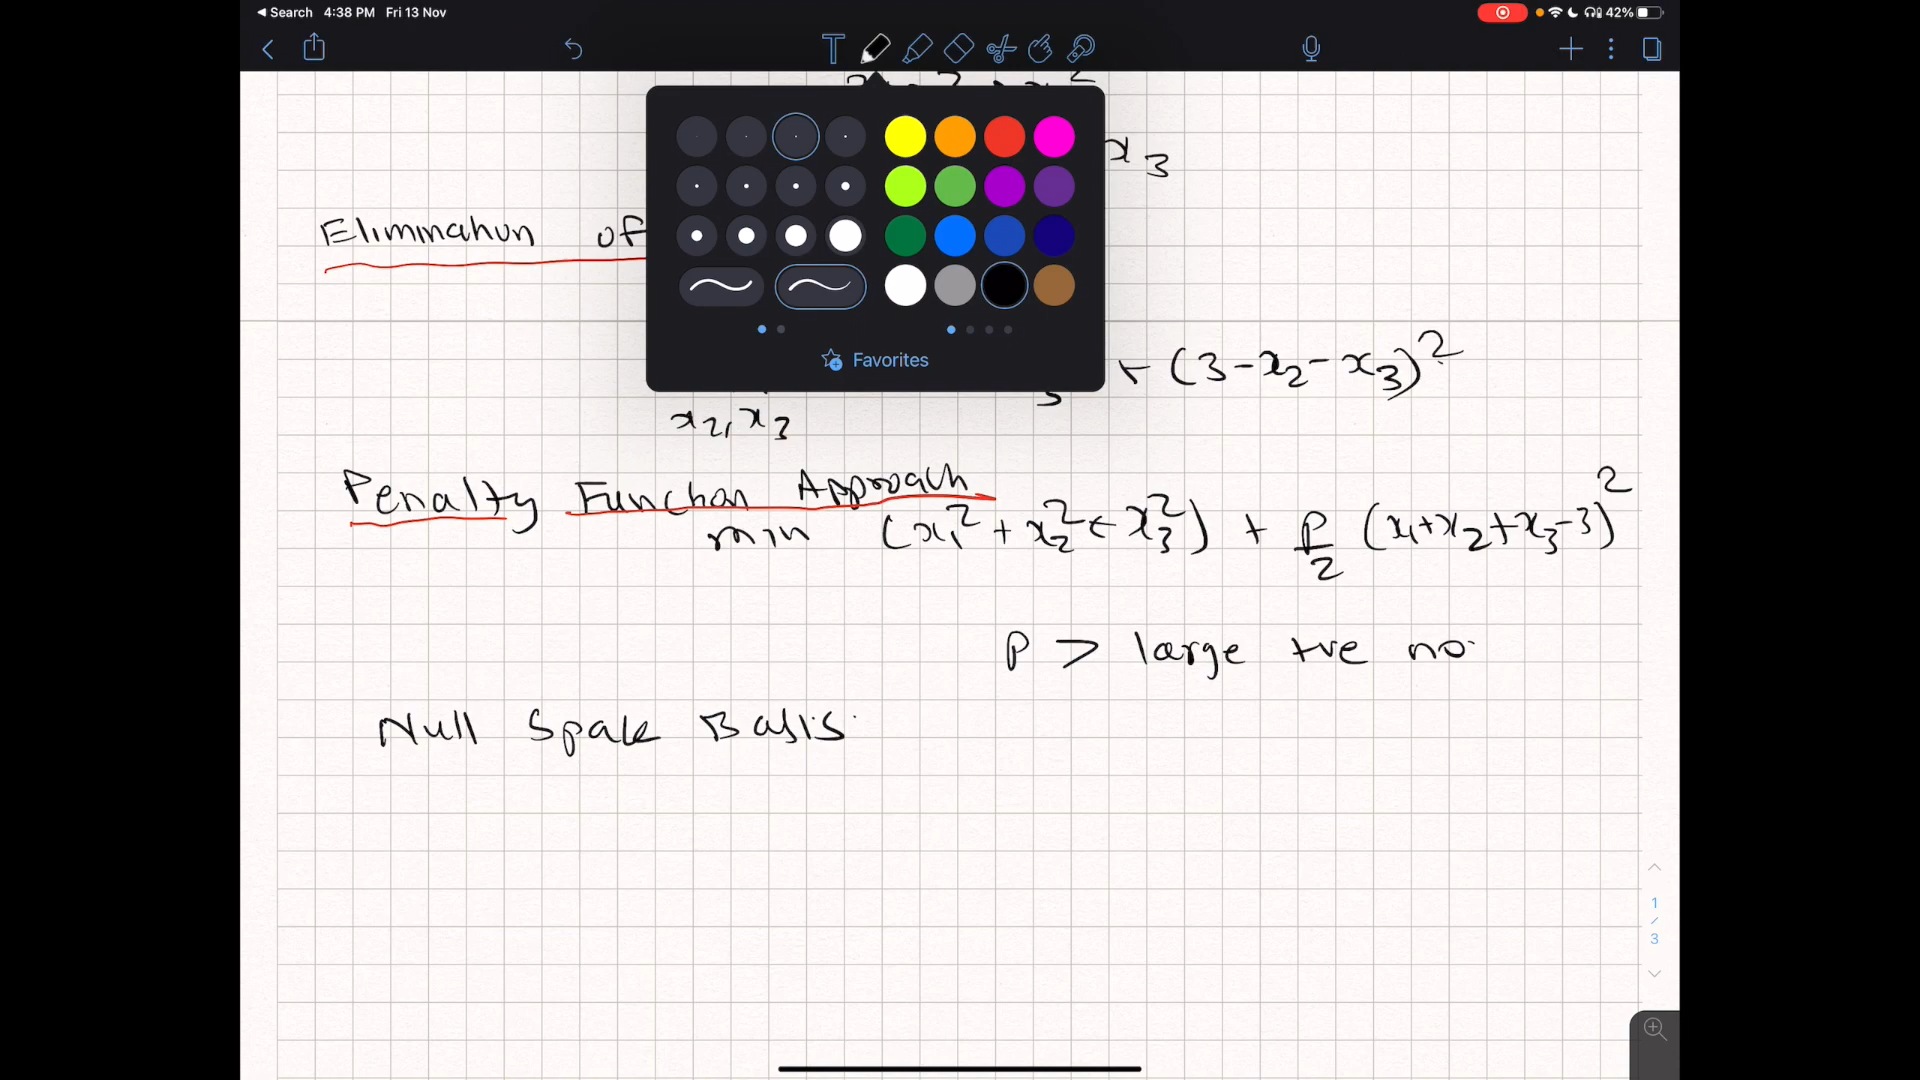 Search 4:38 PM Fri 13 Nov 42%
T
x3
Elimination of
Favorites
+ (3-x2-x3)²
3
x2, x3
Penalty Function Approach
min (x1² + x2² + x3²) + P/2 (x1+x2+x3-3)²
P > large +ve no
Null Space Basis
1
/
3